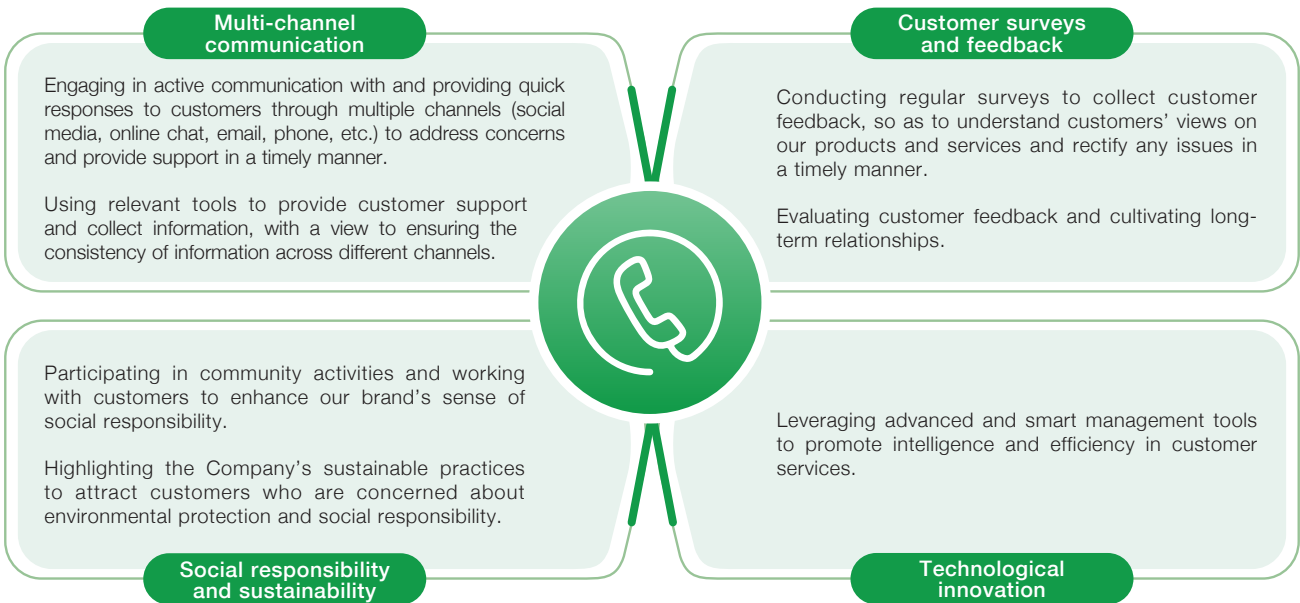 Multi-channel
communication
Engaging in active communication with and providing quick
responses to customers through multiple channels (social
media, online chat, email, phone, etc.) to address concerns
and provide support in a timely manner.
Using relevant tools to provide customer support
and collect information, with a view to ensuring the
consistency of information across different channels.
Customer surveys
and feedback
Conducting regular surveys to collect customer
feedback, so as to understand customers’ views on
our products and services and rectify any issues in
a timely manner.
Evaluating customer feedback and cultivating long-
term relationships.
Participating in community activities and working
with customers to enhance our brand’s sense of
social responsibility.
Highlighting the Company’s sustainable practices
to attract customers who are concerned about
environmental protection and social responsibility.
Social responsibility
and sustainability
Leveraging advanced and smart management tools
to promote intelligence and efficiency in customer
services.
Technological
innovation